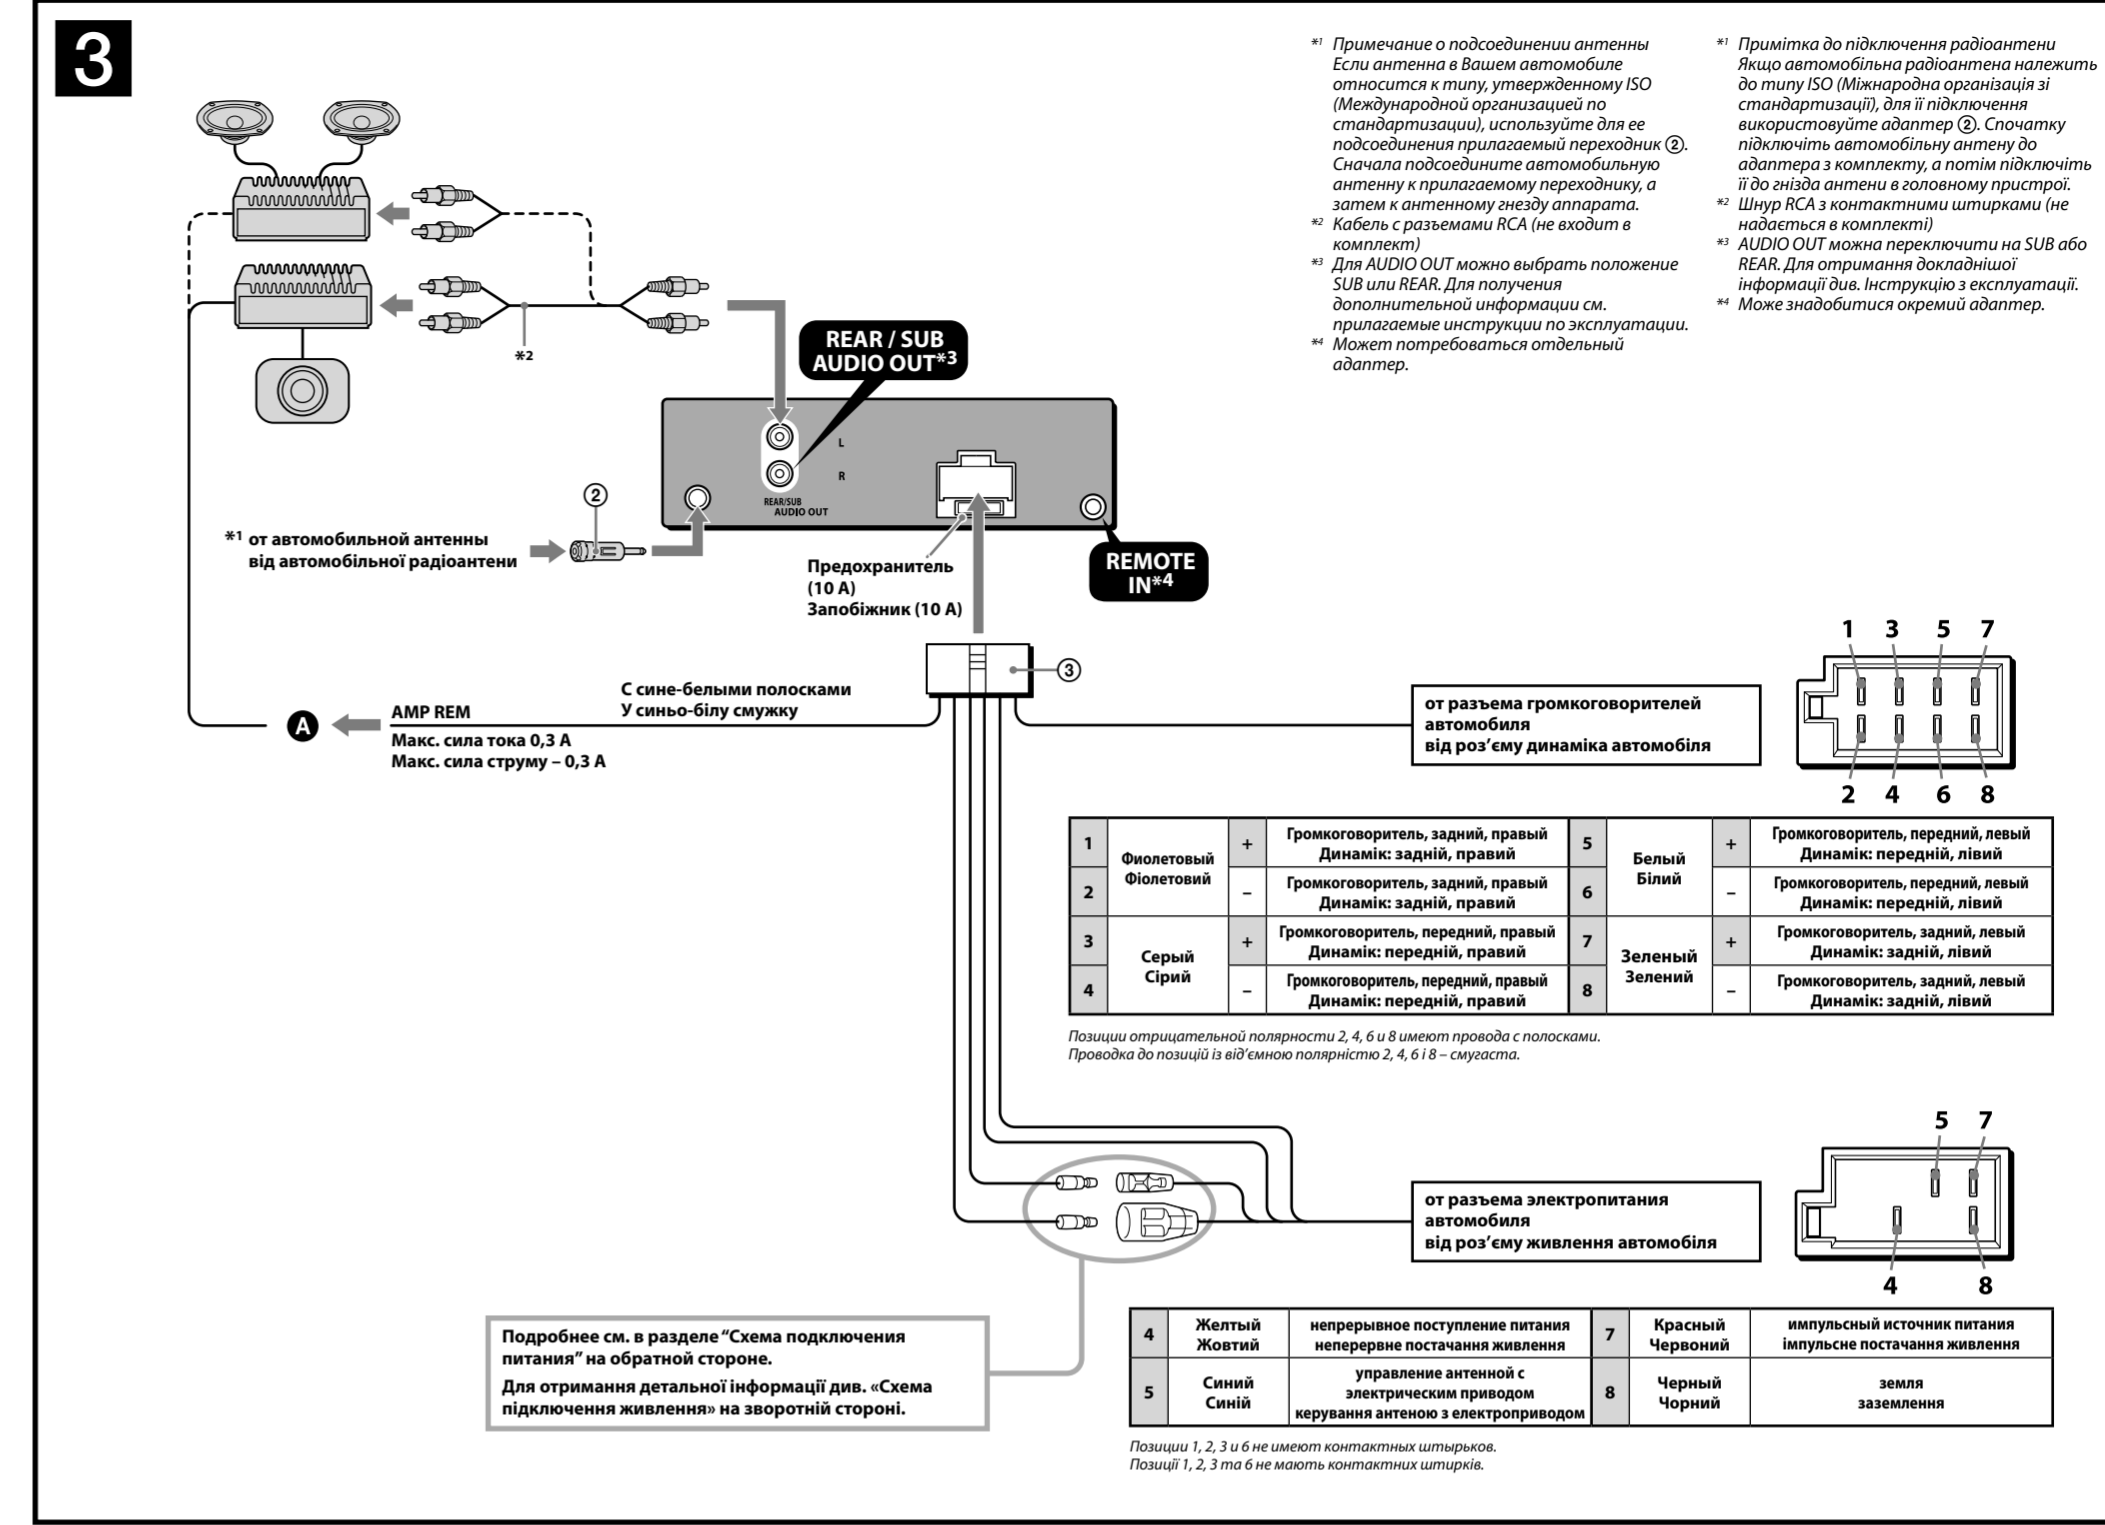 3
*1 Примечание о подсоединении антенны
Если антенна в Вашем автомобиле
относится к типу, утвержденному ISO
(Международной организацией по
стандартизации), используйте для ее
подсоединения прилагаемый переходник ②.
Сначала подсоедините автомобильную
антенну к прилагаемому переходнику, а
затем к антенному гнезду аппарата.
*2 Кабель с разъемами RCA (не входит в
комплект)
*3 Для AUDIO OUT можно выбрать положение
SUB или REAR. Для получения
дополнительной информации см.
прилагаемые инструкции по эксплуатации.
*4 Может потребоваться отдельный
адаптер.
*1 Примітка до підключення радіоантени
Якщо автомобільна радіоантена належить
до типу ISO (Міжнародна організація зі
стандартизації), для її підключення
використовуйте адаптер ②. Спочатку
підключіть автомобільну антену до
адаптера з комплекту, а потім підключіть
її до гнізда антени в головному пристрої.
*2 Шнур RCA з контактними штирками (не
надається в комплекті)
*3 AUDIO OUT можна переключити на SUB або
REAR. Для отримання докладнішої
інформації див. Інструкцію з експлуатації.
*4 Може знадобитися окремий адаптер.
*2
REAR / SUB
AUDIO OUT*3
L
R
REAR/SUB
AUDIO OUT
②
*1 от автомобильной антенны
від автомобільної радіоантени
Предохранитель
(10 A)
Запобіжник (10 A)
REMOTE
IN*4
③
С сине-белыми полосками
У синьо-білу смужку
A
AMP REM
Макс. сила тока 0,3 A
Макс. сила струму – 0,3 A
от разъема громкоговорителей
автомобиля
від роз’єму динаміка автомобіля
1 3 5 7
2 4 6 8
1 Фиолетовый Фіолетовий + Громкоговоритель, задний, правый Динамік: задній, правий 5 Белый Білий + Громкоговоритель, передний, левый Динамік: передній, лівий
2 – Громкоговоритель, задний, правый Динамік: задній, правий 6 – Громкоговоритель, передний, левый Динамік: передній, лівий
3 Серый Сірий + Громкоговоритель, передний, правый Динамік: передній, правий 7 Зеленый Зелений + Громкоговоритель, задний, левый Динамік: задній, лівий
4 – Громкоговоритель, передний, правый Динамік: передній, правий 8 – Громкоговоритель, задний, левый Динамік: задній, лівий
Позиции отрицательной полярности 2, 4, 6 и 8 имеют провода с полосками.
Проводка до позицій із від’ємною полярністю 2, 4, 6 і 8 – смугаста.
5 7
4 8
от разъема электропитания
автомобиля
від роз’єму живлення автомобіля
Подробнее см. в разделе “Схема подключения
питания” на обратной стороне.
Для отримання детальної інформації див. «Схема
підключення живлення» на зворотній стороні.
4 Желтый Жовтий непрерывное поступление питания неперервне постачання живлення 7 Красный Червоний импульсный источник питания імпульсне постачання живлення
5 Синий Синій управление антенной с электрическим приводом керування антеною з електроприводом 8 Черный Чорний земля заземлення
Позиции 1, 2, 3 и 6 не имеют контактных штырьков.
Позиції 1, 2, 3 та 6 не мають контактних штирків.